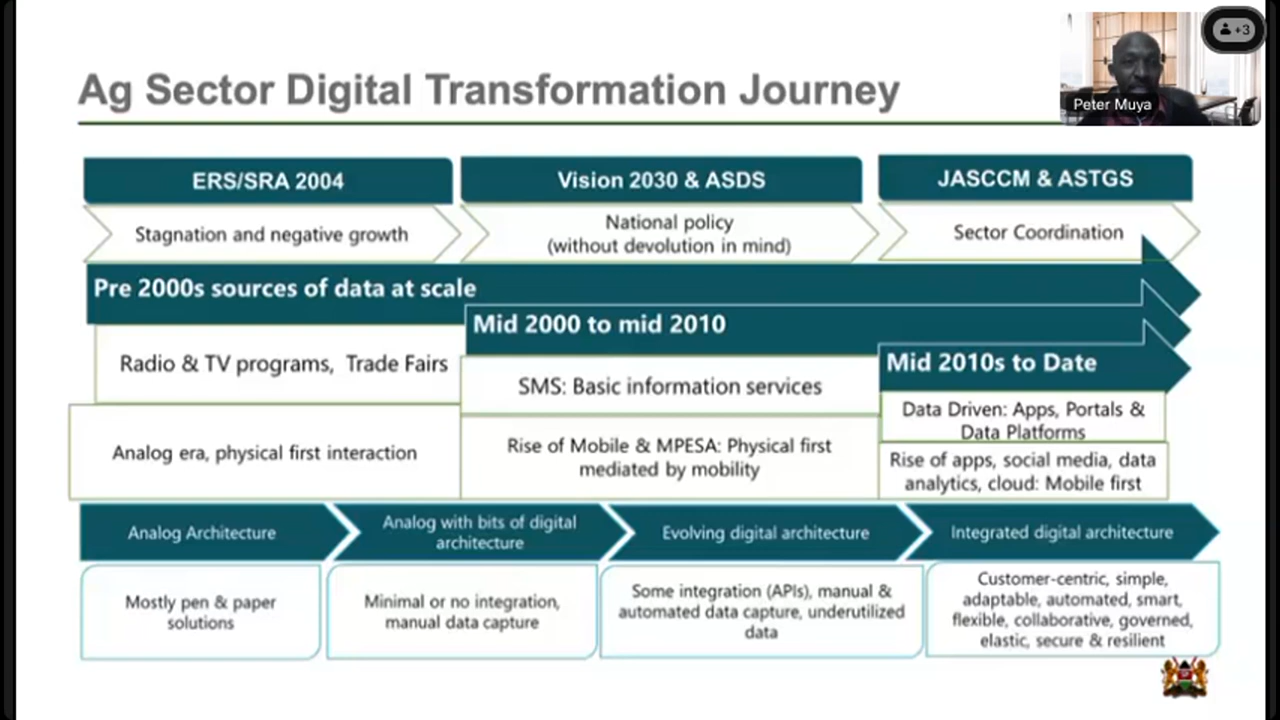 +3
Peter Muya
Ag Sector Digital Transformation Journey
ERS/SRA 2004
Vision 2030 & ASDS
JASCCM & ASTGS
Stagnation and negative growth
National policy
(without devolution in mind)
Sector Coordination
Pre 2000s sources of data at scale
Mid 2000 to mid 2010
Mid 2010s to Date
Radio & TV programs, Trade Fairs
SMS: Basic information services
Data Driven: Apps, Portals &
Data Platforms
Analog era, physical first interaction
Rise of Mobile & MPESA: Physical first
mediated by mobility
Rise of apps, social media, data
analytics, cloud: Mobile first
Analog Architecture
Analog with bits of digital
architecture
Evolving digital architecture
Integrated digital architecture
Mostly pen & paper
solutions
Minimal or no integration,
manual data capture
Some integration (APIs), manual &
automated data capture, underutilized
data
Customer-centric, simple,
adaptable, automated, smart,
flexible, collaborative, governed,
elastic, secure & resilient